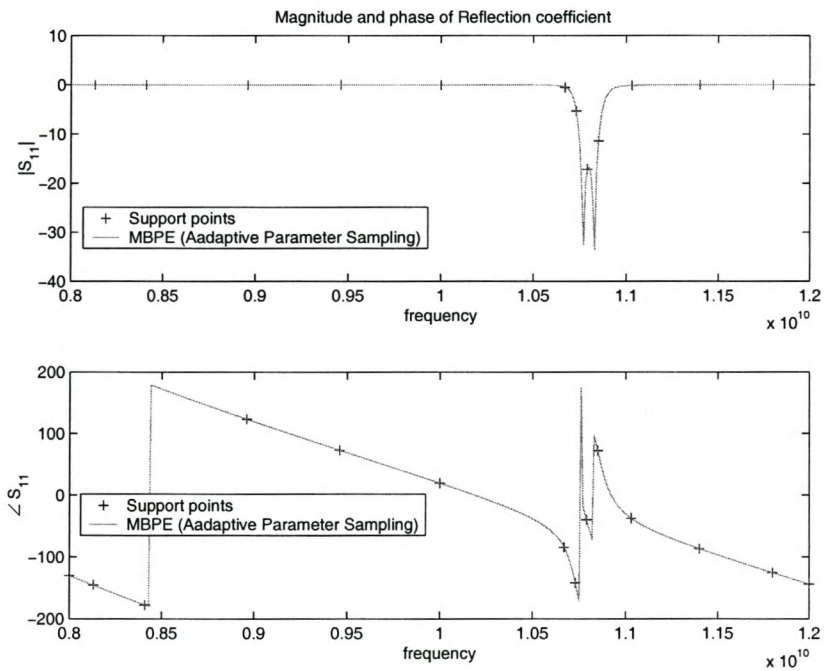 Magnitude and phase of Reflection coefficient
10
0
−10
−20
−30
−40
|S11|
+ Support points
MBPE (Aadaptive Parameter Sampling)
0.8 0.85 0.9 0.95 1 1.05 1.1 1.15 1.2
frequency
x 10^10
200
100
0
−100
−200
∠ S11
+ Support points
MBPE (Aadaptive Parameter Sampling)
0.8 0.85 0.9 0.95 1 1.05 1.1 1.15 1.2
frequency
x 10^10